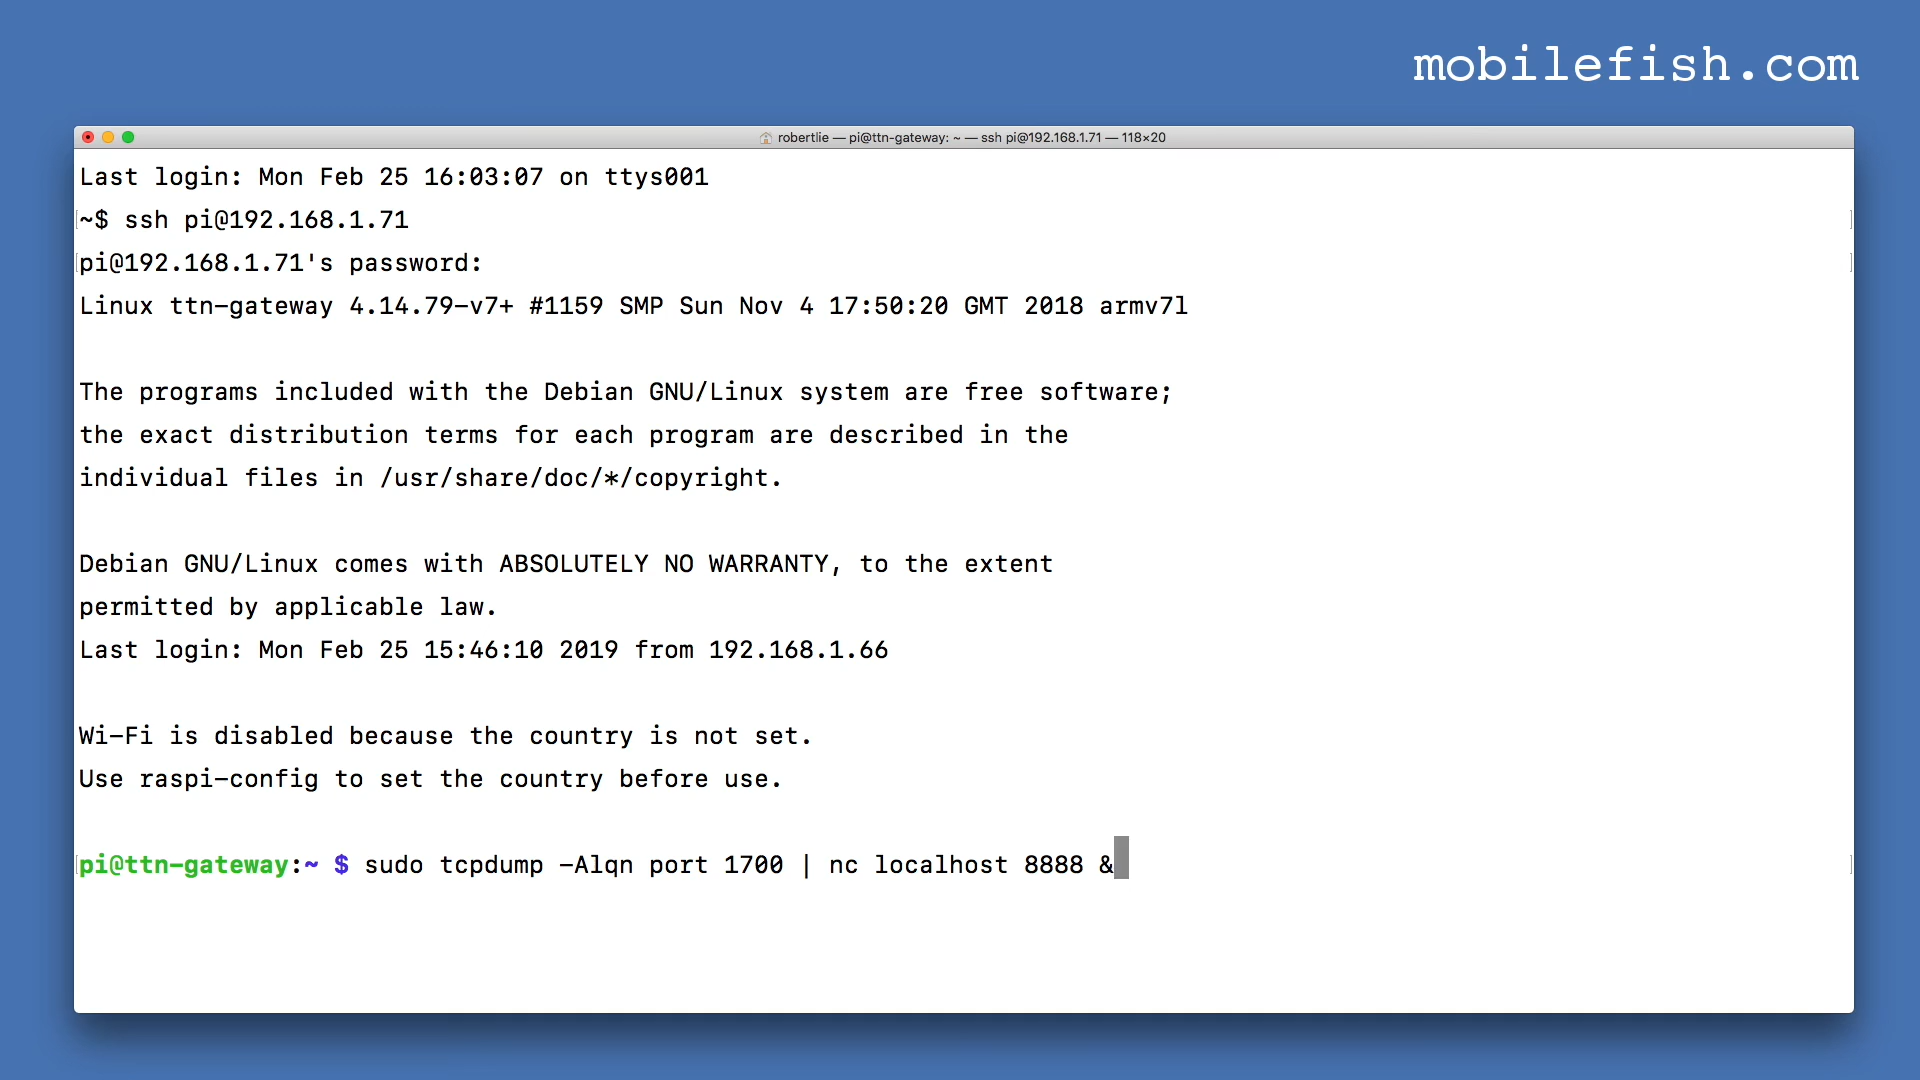 mobilefish.com
robertlie — pi@ttn-gateway: ~ — ssh pi@192.168.1.71 — 118×20
Last login: Mon Feb 25 16:03:07 on ttys001
~$ ssh pi@192.168.1.71
pi@192.168.1.71's password:
Linux ttn-gateway 4.14.79-v7+ #1159 SMP Sun Nov 4 17:50:20 GMT 2018 armv7l
The programs included with the Debian GNU/Linux system are free software;
the exact distribution terms for each program are described in the
individual files in /usr/share/doc/*/copyright.
Debian GNU/Linux comes with ABSOLUTELY NO WARRANTY, to the extent
permitted by applicable law.
Last login: Mon Feb 25 15:46:10 2019 from 192.168.1.66
Wi-Fi is disabled because the country is not set.
Use raspi-config to set the country before use.
pi@ttn-gateway:~ $ sudo tcpdump -Alqn port 1700 | nc localhost 8888 &